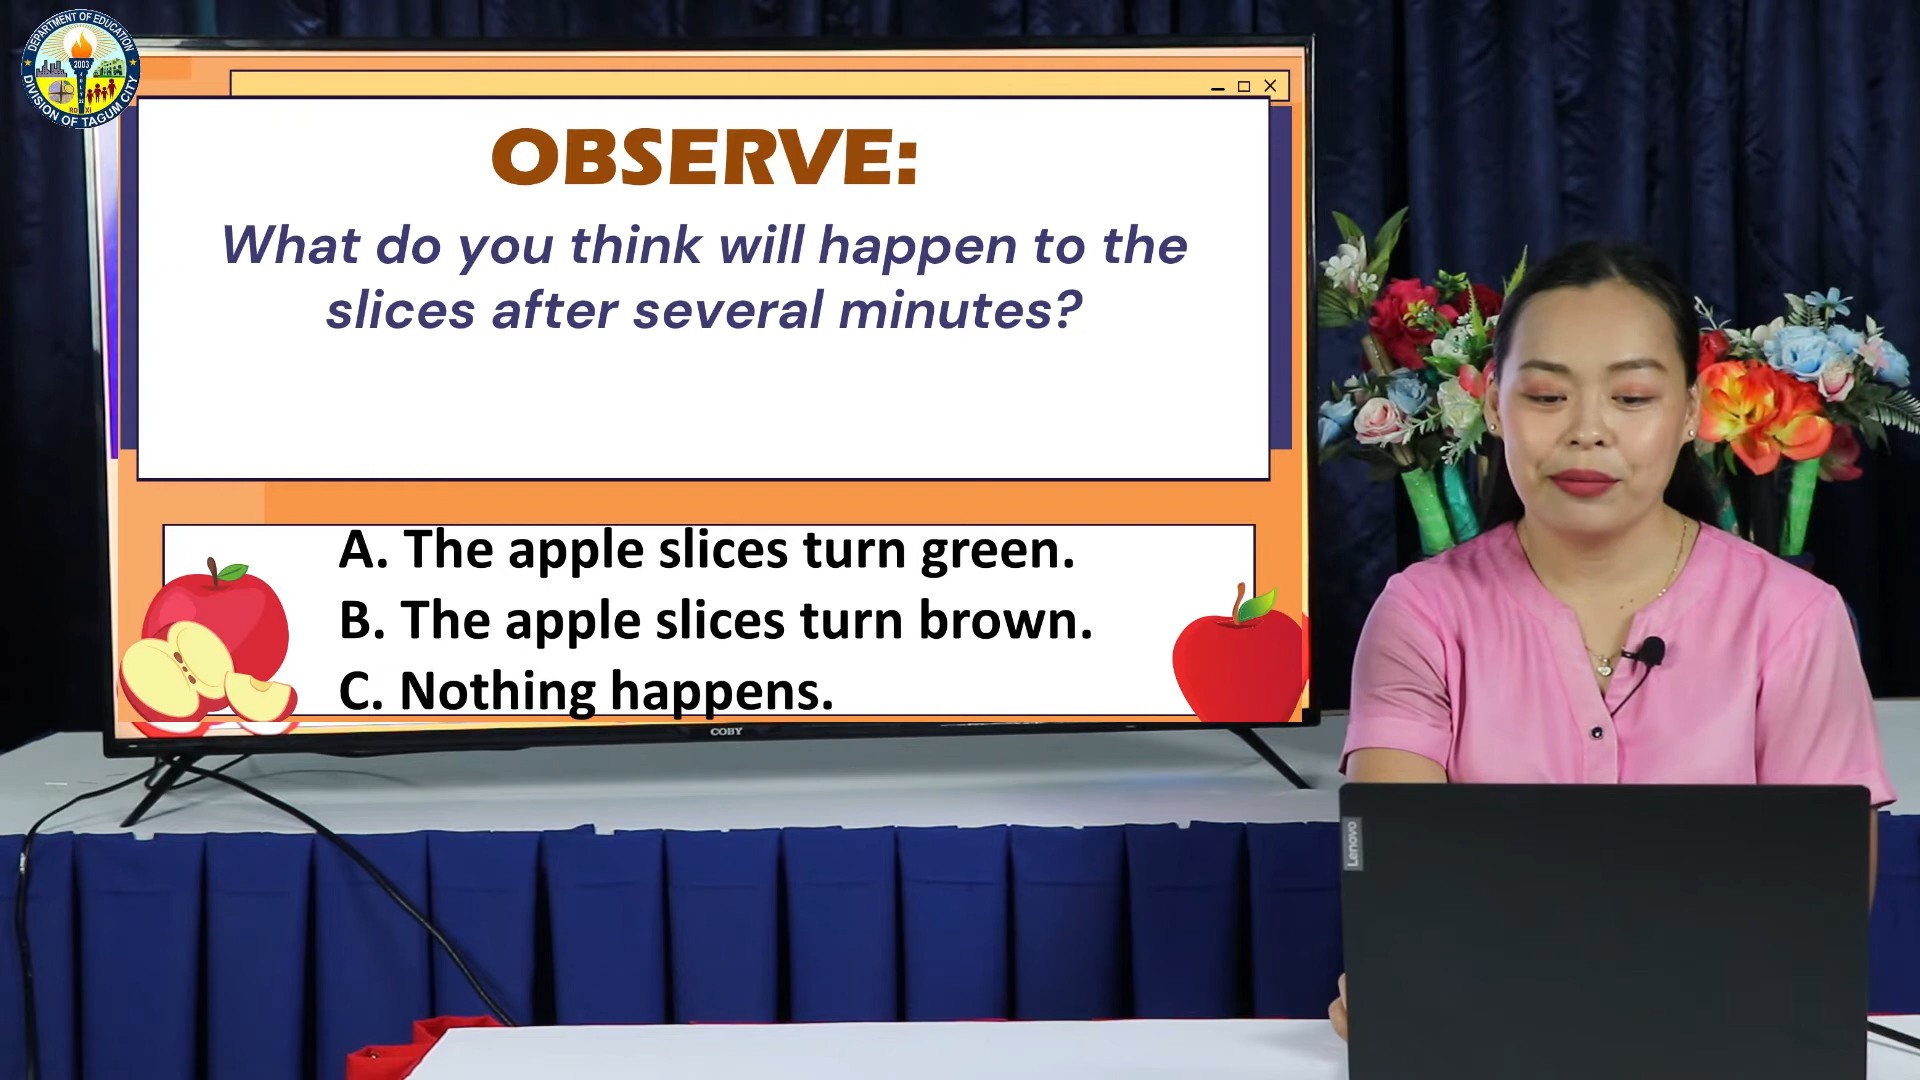 DEPARTMENT OF EDUCATION
2003
DIVISION OF TAGUM CITY
OBSERVE:
What do you think will happen to the
slices after several minutes?
A. The apple slices turn green.
B. The apple slices turn brown.
C. Nothing happens.
COBY
Lenovo